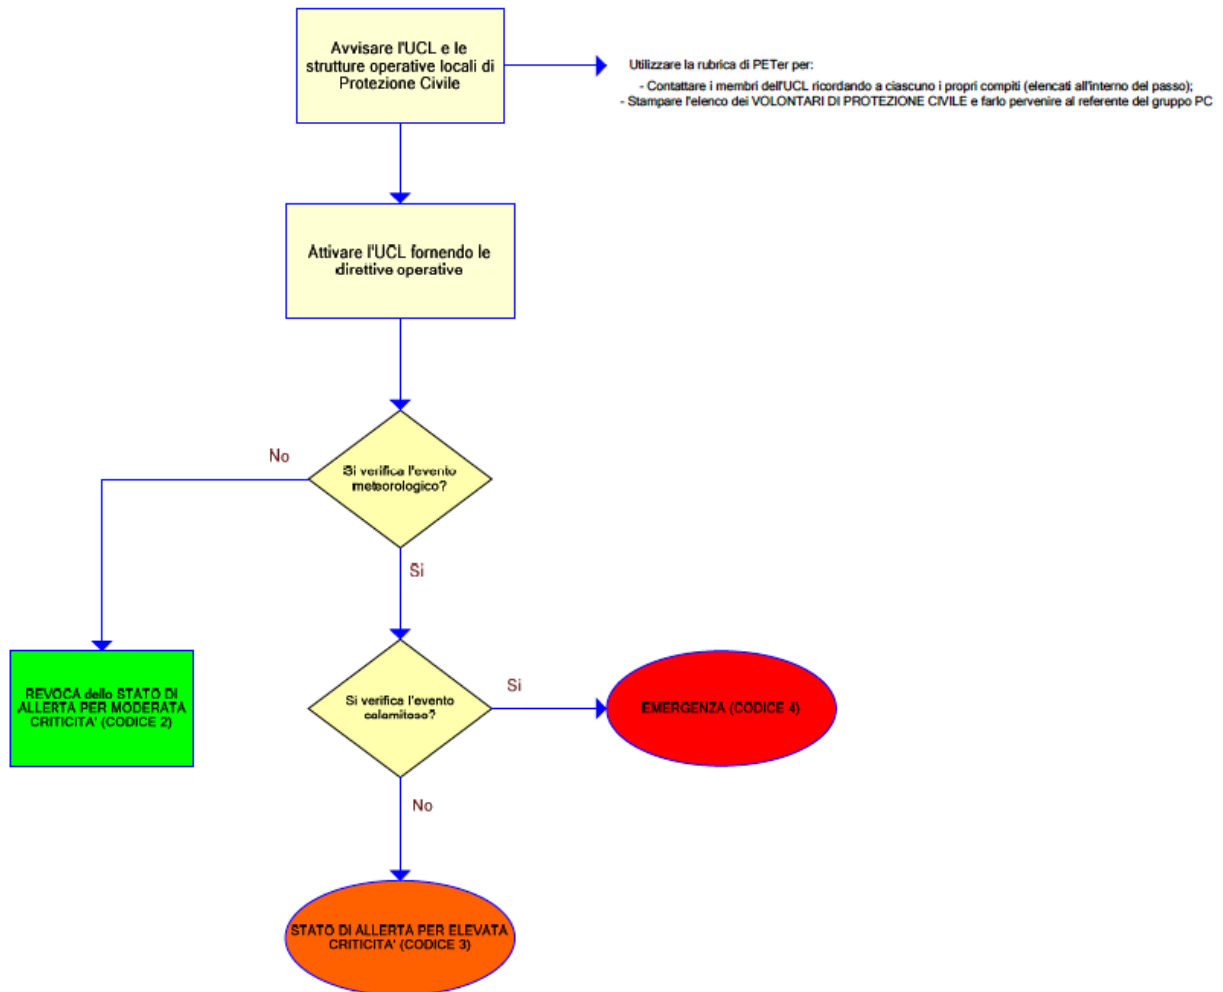 Avvisare l'UCL e le
strutture operative locali di
Protezione Civile
Utilizzare la rubrica di PETer per:
- Contattare i membri dell'UCL ricordando a ciascuno i propri compiti (elencati all'interno del passo);
- Stampare l'elenco dei VOLONTARI DI PROTEZIONE CIVILE e farlo pervenire al referente del gruppo PC
Attivare l'UCL fornendo le
direttive operative
Si verifica l'evento
meteorologico?
No
Si
REVOCA dello STATO DI
ALLERTA PER MODERATA
CRITICITA' (CODICE 2)
Si verifica l'evento
calamitoso?
Si
EMERGENZA (CODICE 4)
No
STATO DI ALLERTA PER ELEVATA
CRITICITA' (CODICE 3)